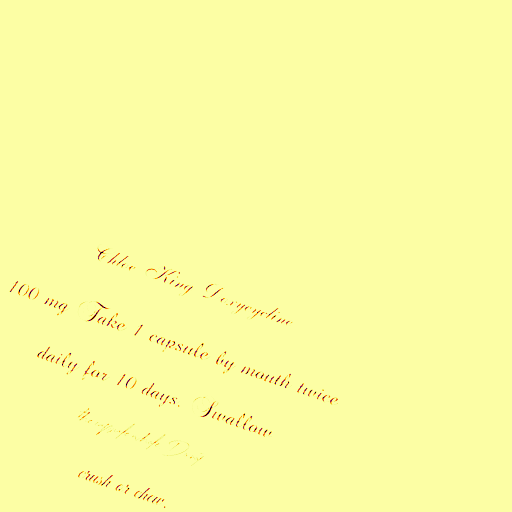 Chloe King Doxycycline
100 mg Take 1 capsule by mouth twice
daily for 10 days. Swallow
crush or chew.